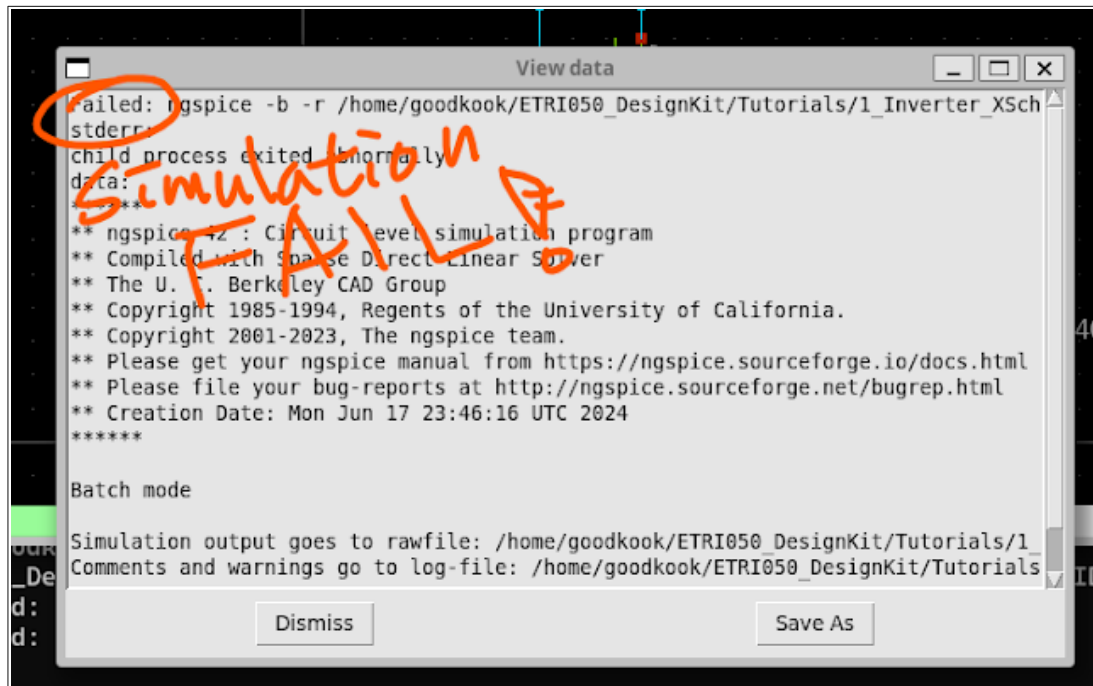 View data
Failed: ngspice -b -r /home/goodkook/ETRI050_DesignKit/Tutorials/1_Inverter_XSch
stderr:
child process exited abnormally
data:
Simulation
FAIL!
******
** ngspice-42 : Circuit level simulation program
** Compiled with Sparse Direct Linear Solver
** The U. C. Berkeley CAD Group
** Copyright 1985-1994, Regents of the University of California.
** Copyright 2001-2023, The ngspice team.
** Please get your ngspice manual from https://ngspice.sourceforge.io/docs.html
** Please file your bug-reports at http://ngspice.sourceforge.net/bugrep.html
** Creation Date: Mon Jun 17 23:46:16 UTC 2024
******
Batch mode
Simulation output goes to rawfile: /home/goodkook/ETRI050_DesignKit/Tutorials/1_
Comments and warnings go to log-file: /home/goodkook/ETRI050_DesignKit/Tutorials
_De
d:
d:
Dismiss
Save As